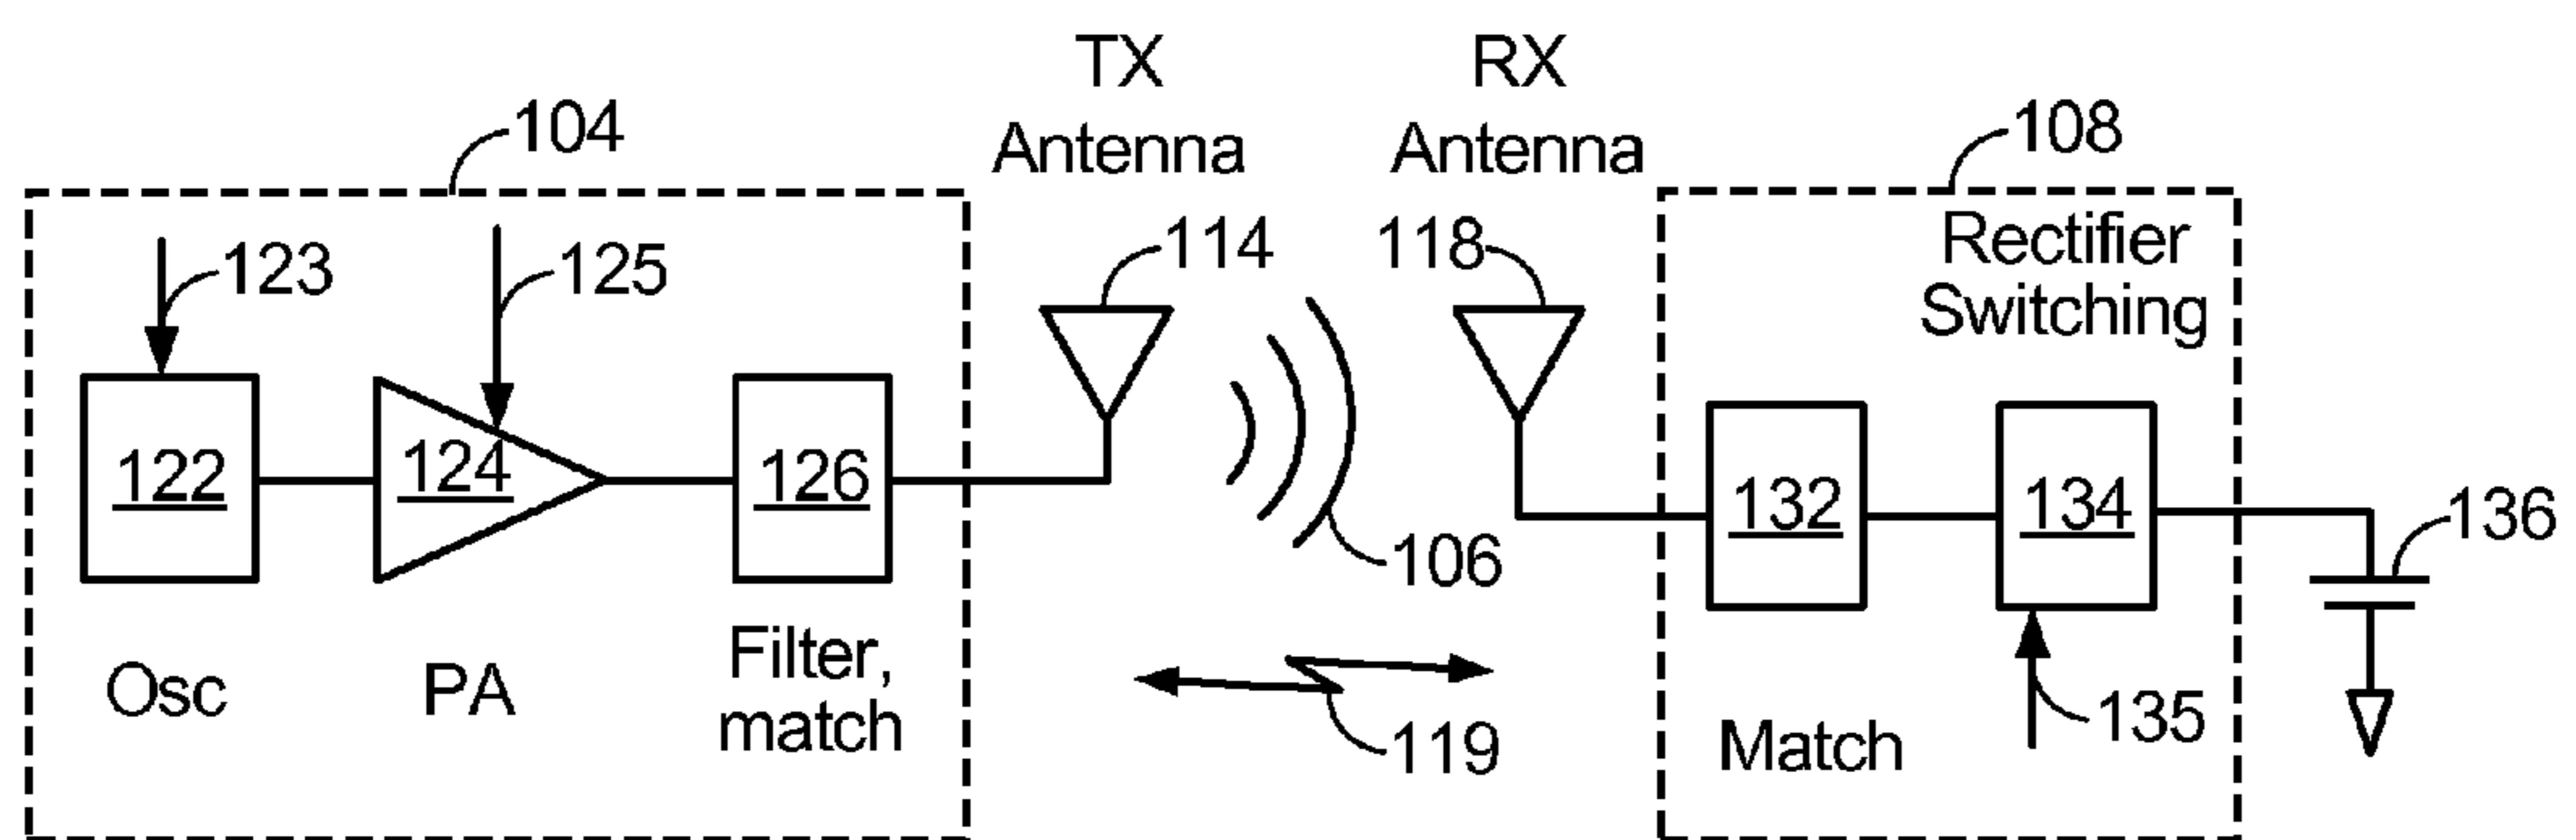 TX
Antenna
RX
Antenna
104
108
123
125
114
118
Rectifier
Switching
122
124
126
106
132
134
136
Osc
PA
Filter,
match
119
Match
135